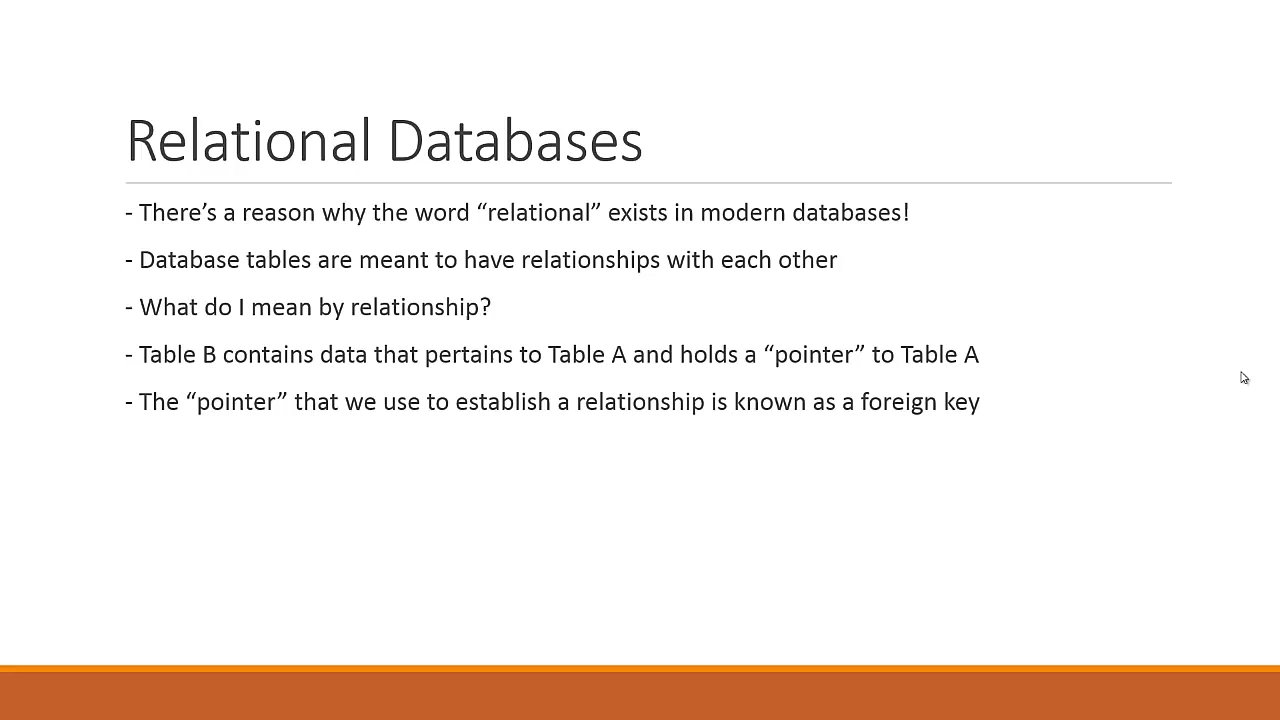 Relational Databases
- There’s a reason why the word “relational” exists in modern databases!
- Database tables are meant to have relationships with each other
- What do I mean by relationship?
- Table B contains data that pertains to Table A and holds a “pointer” to Table A
- The “pointer” that we use to establish a relationship is known as a foreign key